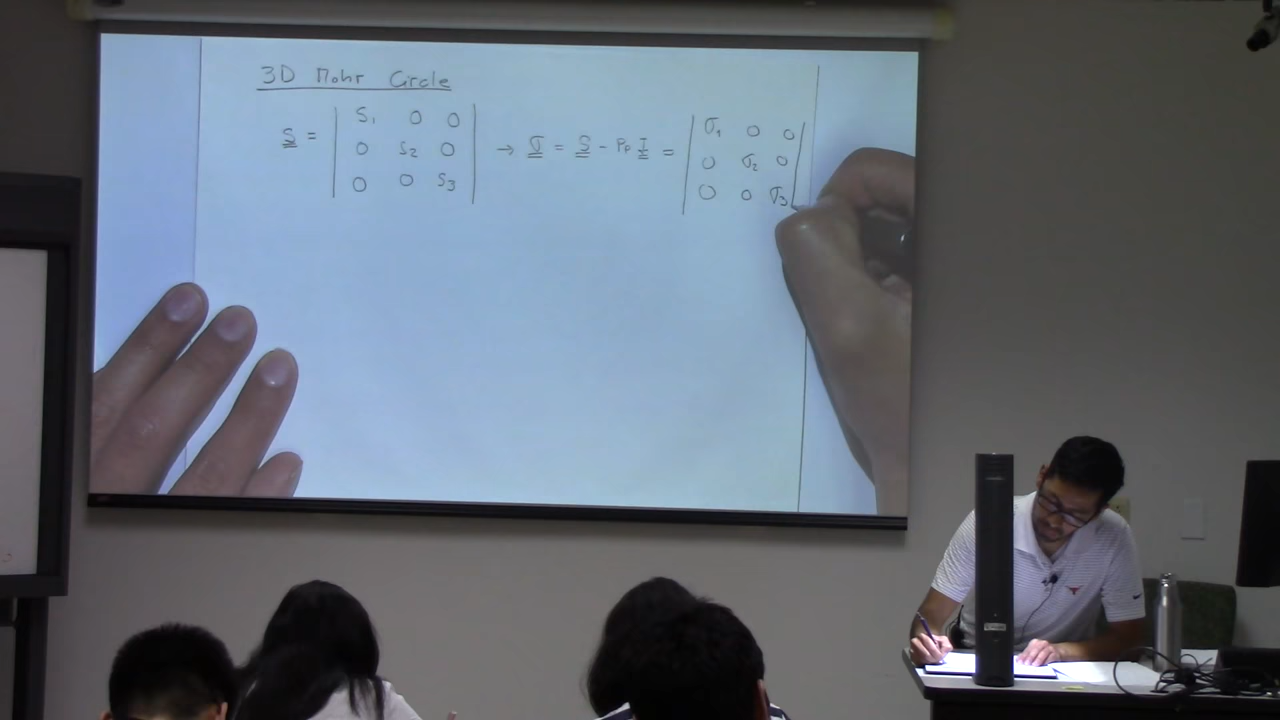 3D Mohr Circle
S = | S₁ 0 0 | → σ = S - Pp I = | σ₁ 0 0 |
| 0 S₂ 0 | | 0 σ₂ 0 |
| 0 0 S₃ | | 0 0 σ₃ |